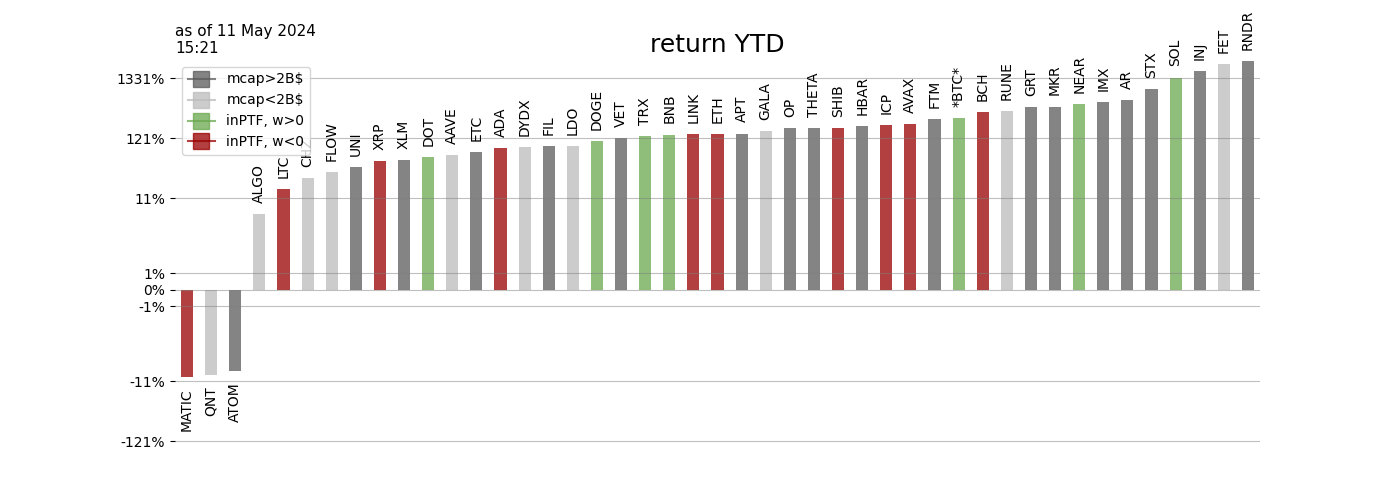 as of 11 May 2024
15:21
return YTD
mcap>2B$
mcap<2B$
inPTF, w>0
inPTF, w<0
1331%
121%
11%
1%
0%
-1%
-11%
-121%
MATIC
QNT
ATOM
ALGO
LTC
CHZ
FLOW
UNI
XRP
XLM
DOT
AAVE
ETC
ADA
DYDX
FIL
LDO
DOGE
VET
TRX
BNB
LINK
ETH
APT
GALA
OP
THETA
SHIB
HBAR
ICP
AVAX
FTM
*BTC*
BCH
RUNE
GRT
MKR
NEAR
IMX
AR
STX
SOL
INJ
FET
RNDR